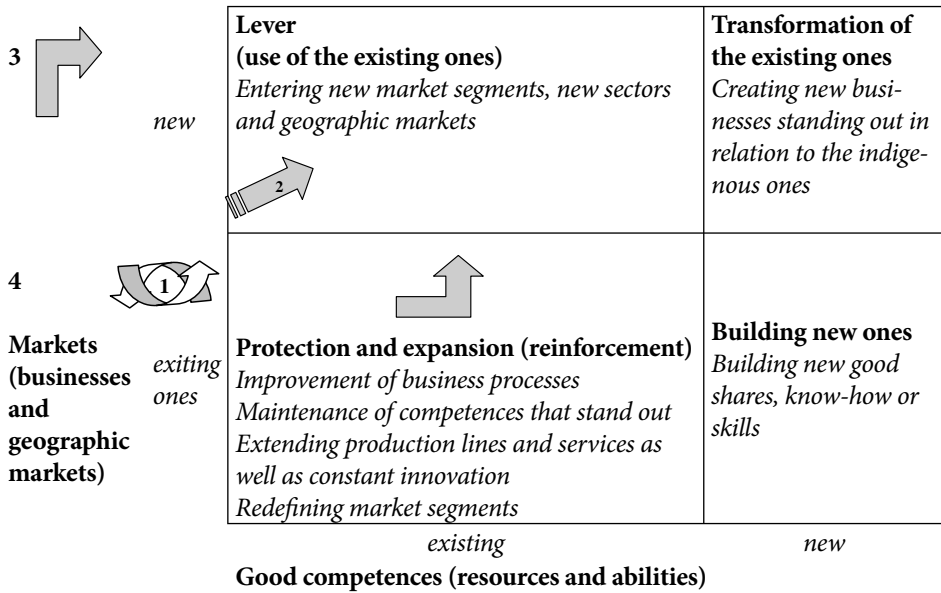 3
new
Lever
(use of the existing ones)
Entering new market segments, new sectors
and geographic markets
2
Transformation of
the existing ones
Creating new busi-
nesses standing out in
relation to the indige-
nous ones
4
1
Markets
(businesses
and
geographic
markets)
exiting
ones
Protection and expansion (reinforcement)
Improvement of business processes
Maintenance of competences that stand out
Extending production lines and services as
well as constant innovation
Redefining market segments
Building new ones
Building new good
shares, know-how or
skills
existing
new
Good competences (resources and abilities)